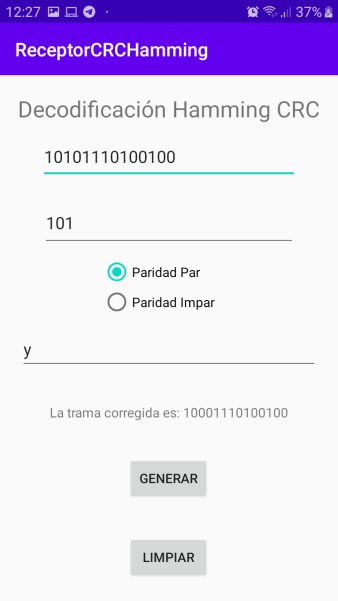 12:27 37%
ReceptorCRCHamming
Decodificación Hamming CRC
10101110100100
101
Paridad Par
Paridad Impar
y
La trama corregida es: 10001110100100
GENERAR
LIMPIAR